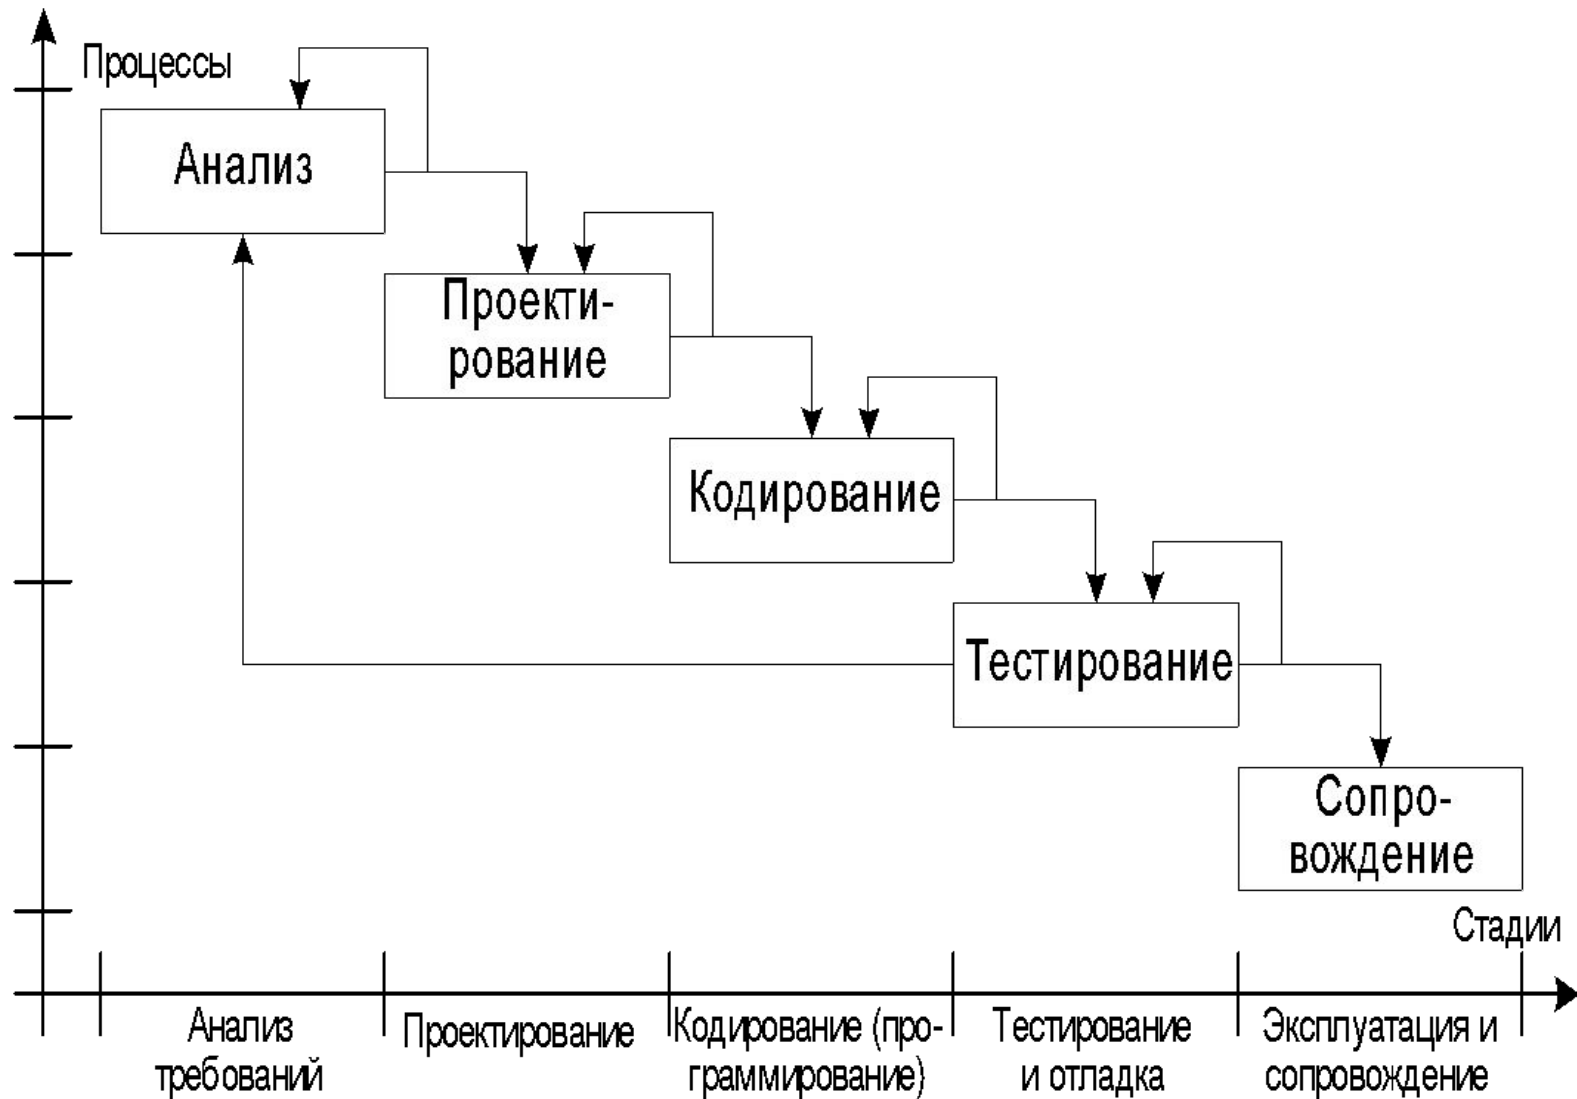 Процессы
Анализ
Проекти-
рование
Кодирование
Тестирование
Сопро-
вождение
Стадии
Анализ
требований
Проектирование
Кодирование (про-
граммирование)
Тестирование
и отладка
Эксплуатация и
сопровождение